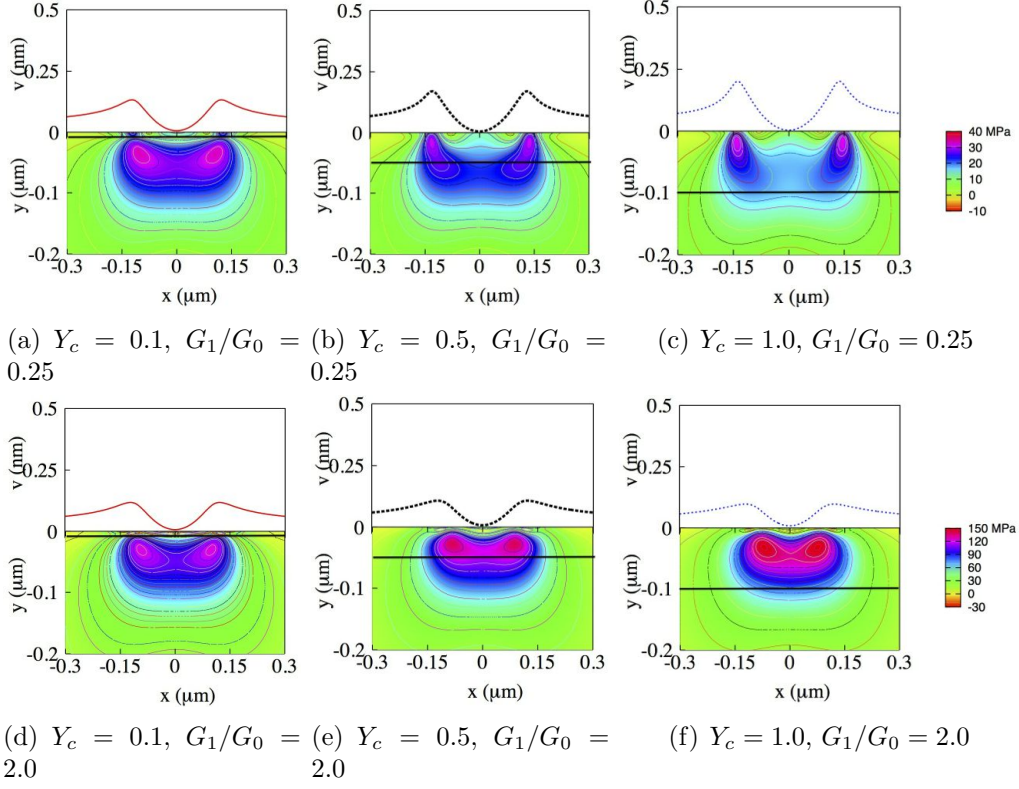 0.5
0.5
0.5
v (nm)
v (nm)
v (nm)
0.25
0.25
0.25
0
0
0
40 MPa
30
20
10
0
-10
y (μm)
y (μm)
y (μm)
-0.1
-0.1
-0.1
-0.2
-0.2
-0.2
-0.3 -0.15 0 0.15 0.3
-0.3 -0.15 0 0.15 0.3
-0.3 -0.15 0 0.15 0.3
x (μm)
x (μm)
x (μm)
(a) Y_c = 0.1, G_1/G_0 =
0.25
(b) Y_c = 0.5, G_1/G_0 =
0.25
(c) Y_c = 1.0, G_1/G_0 = 0.25
0.5
0.5
0.5
v (nm)
v (nm)
v (nm)
0.25
0.25
0.25
0
0
0
150 MPa
120
90
60
30
0
-30
y (μm)
y (μm)
y (μm)
-0.1
-0.1
-0.1
-0.2
-0.2
-0.2
-0.3 -0.15 0 0.15 0.3
-0.3 -0.15 0 0.15 0.3
-0.3 -0.15 0 0.15 0.3
x (μm)
x (μm)
x (μm)
(d) Y_c = 0.1, G_1/G_0 =
2.0
(e) Y_c = 0.5, G_1/G_0 =
2.0
(f) Y_c = 1.0, G_1/G_0 = 2.0